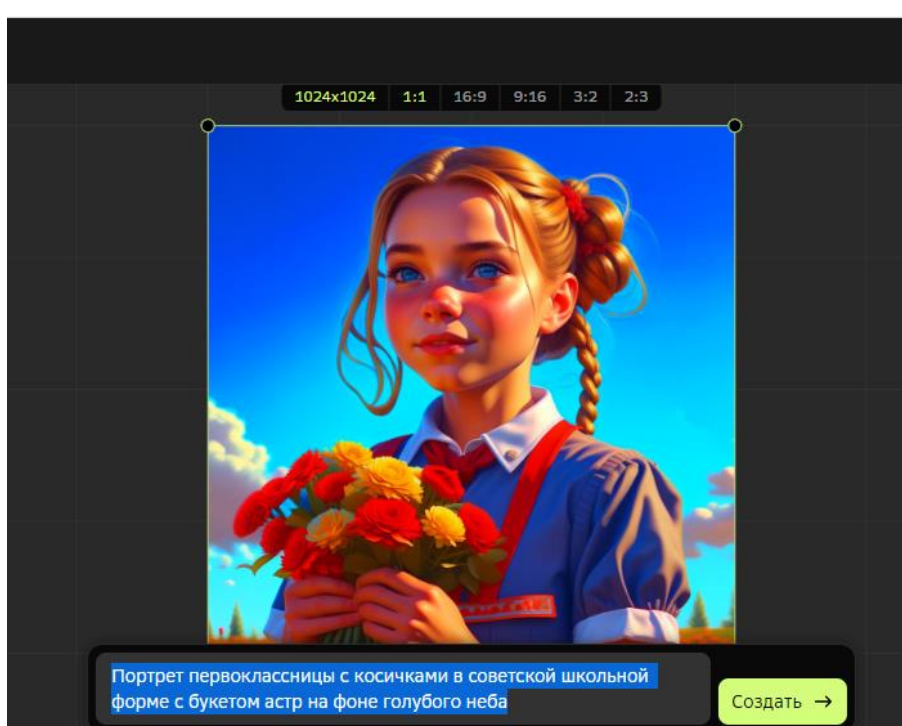 1024x1024 1:1 16:9 9:16 3:2 2:3
Портрет первоклассницы с косичками в советской школьной
форме с букетом астр на фоне голубого неба
Создать →